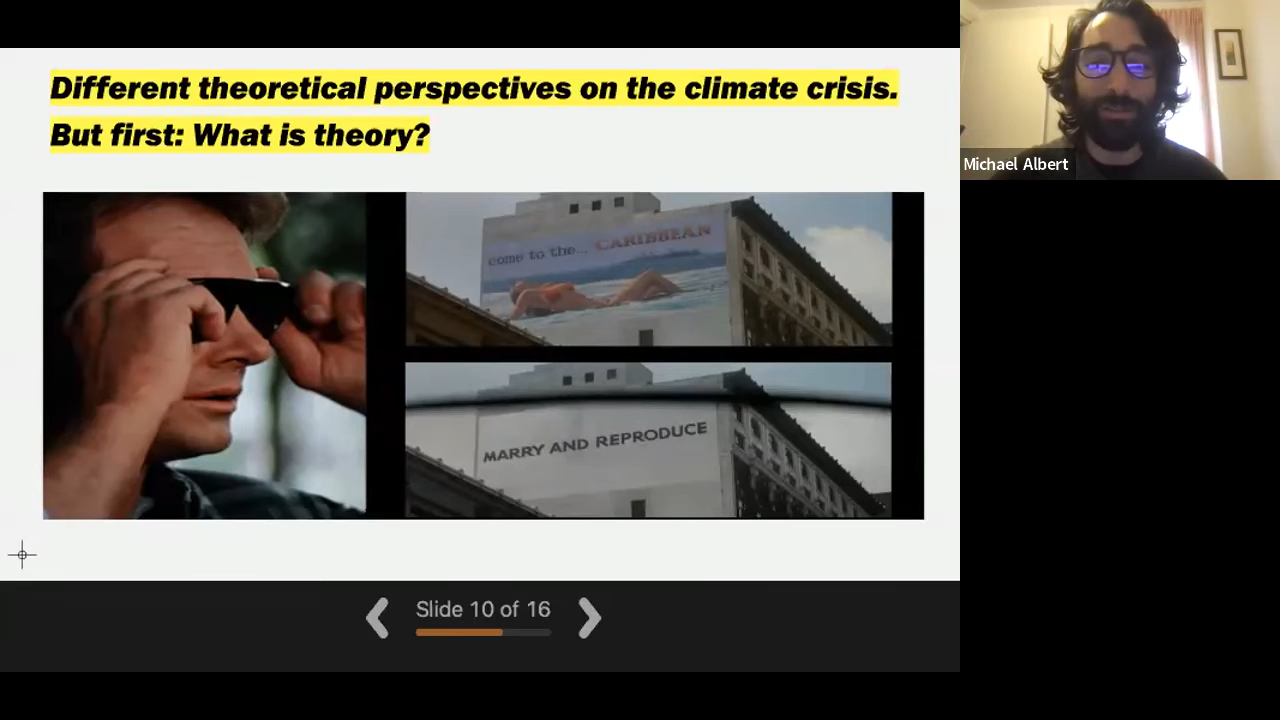 Different theoretical perspectives on the climate crisis.
But first: What is theory?
come to the... CARIBBEAN
MARRY AND REPRODUCE
Slide 10 of 16
Michael Albert